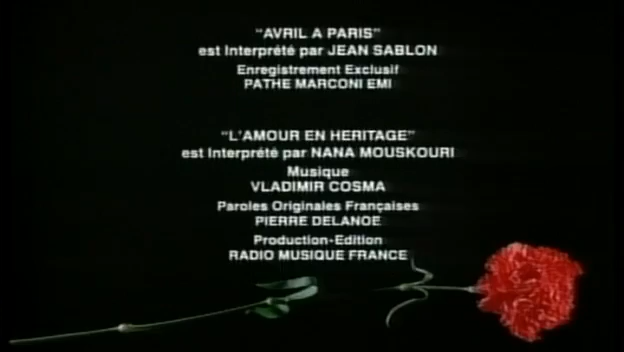 "AVRIL A PARIS"
est Interprété par JEAN SABLON
Enregistrement Exclusif
PATHE MARCONI EMI
"L'AMOUR EN HERITAGE"
est Interprété par NANA MOUSKOURI
Musique
VLADIMIR COSMA
Paroles Originales Françaises
PIERRE DELANOE
Production-Edition
RADIO MUSIQUE FRANCE